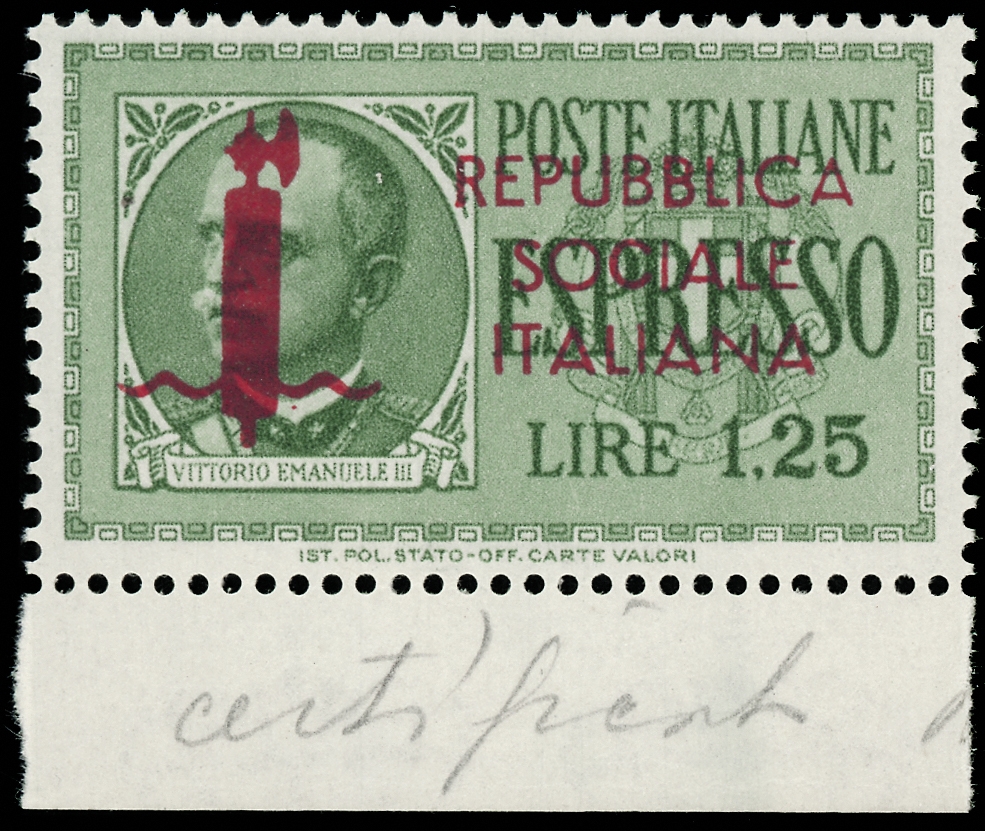 POSTE ITALIANE
REPUBBLICA
SOCIALE
ESPRESSO
ITALIANA
LIRE 1,25
VITTORIO EMANUELE III
IST. POL. STATO-OFF. CARTE VALORI